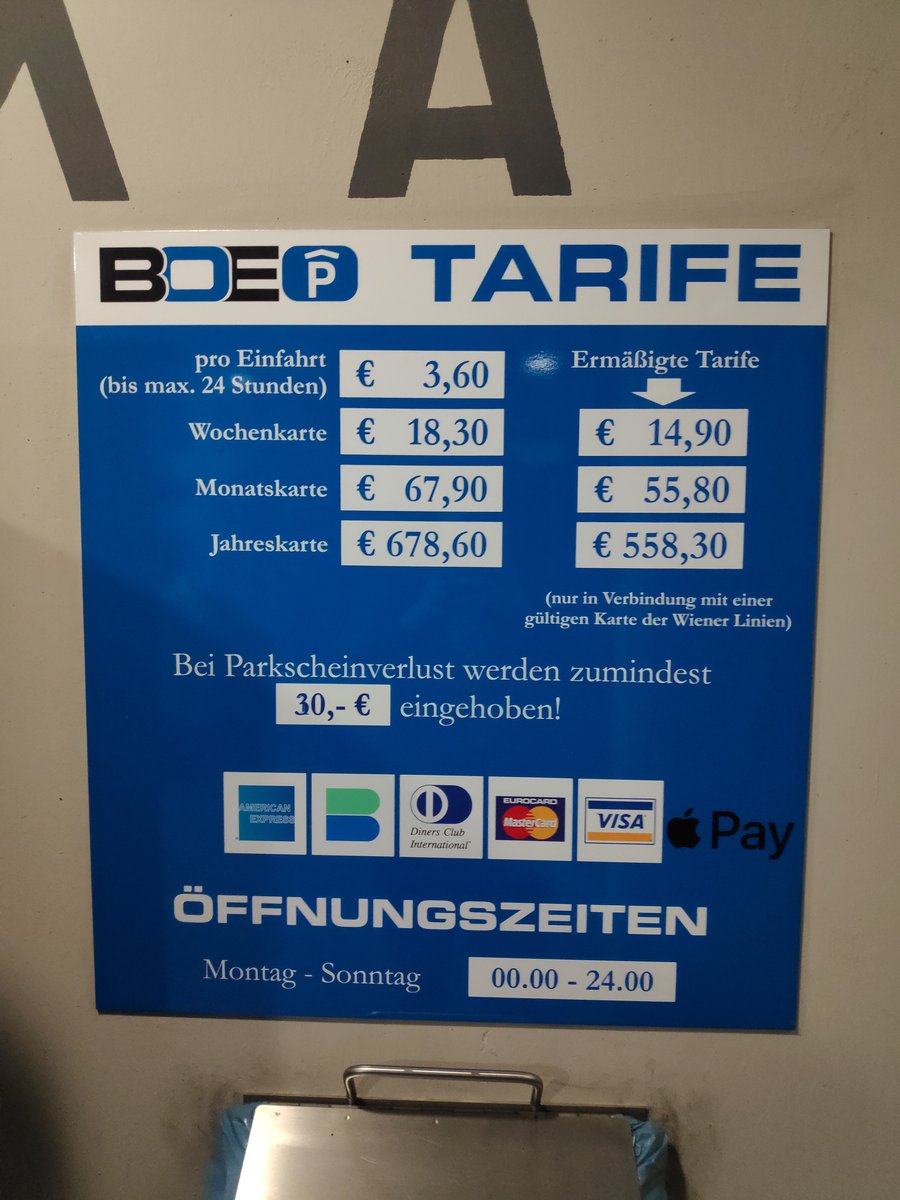 A
BOE P TARIFE
pro Einfahrt
(bis max. 24 Stunden)
€ 3,60
Ermäßigte Tarife
Wochenkarte € 18,30 € 14,90
Monatskarte € 67,90 € 55,80
Jahreskarte € 678,60 € 558,30
(nur in Verbindung mit einer
gültigen Karte der Wiener Linien)
Bei Parkscheinverlust werden zumindest
30,- € eingehoben!
AMERICAN
EXPRESS
B
Diners Club
International
EUROCARD
MasterCard
VISA
Pay
ÖFFNUNGSZEITEN
Montag - Sonntag 00.00 - 24.00